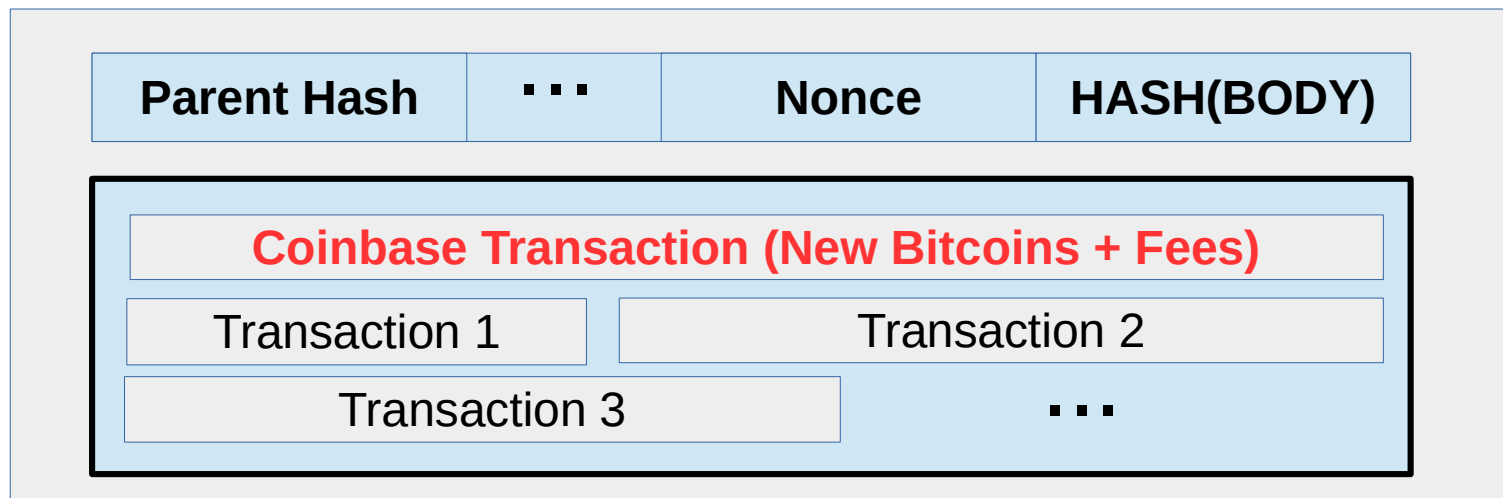 Parent Hash ... Nonce HASH(BODY)
Coinbase Transaction (New Bitcoins + Fees)
Transaction 1 Transaction 2
Transaction 3 ...